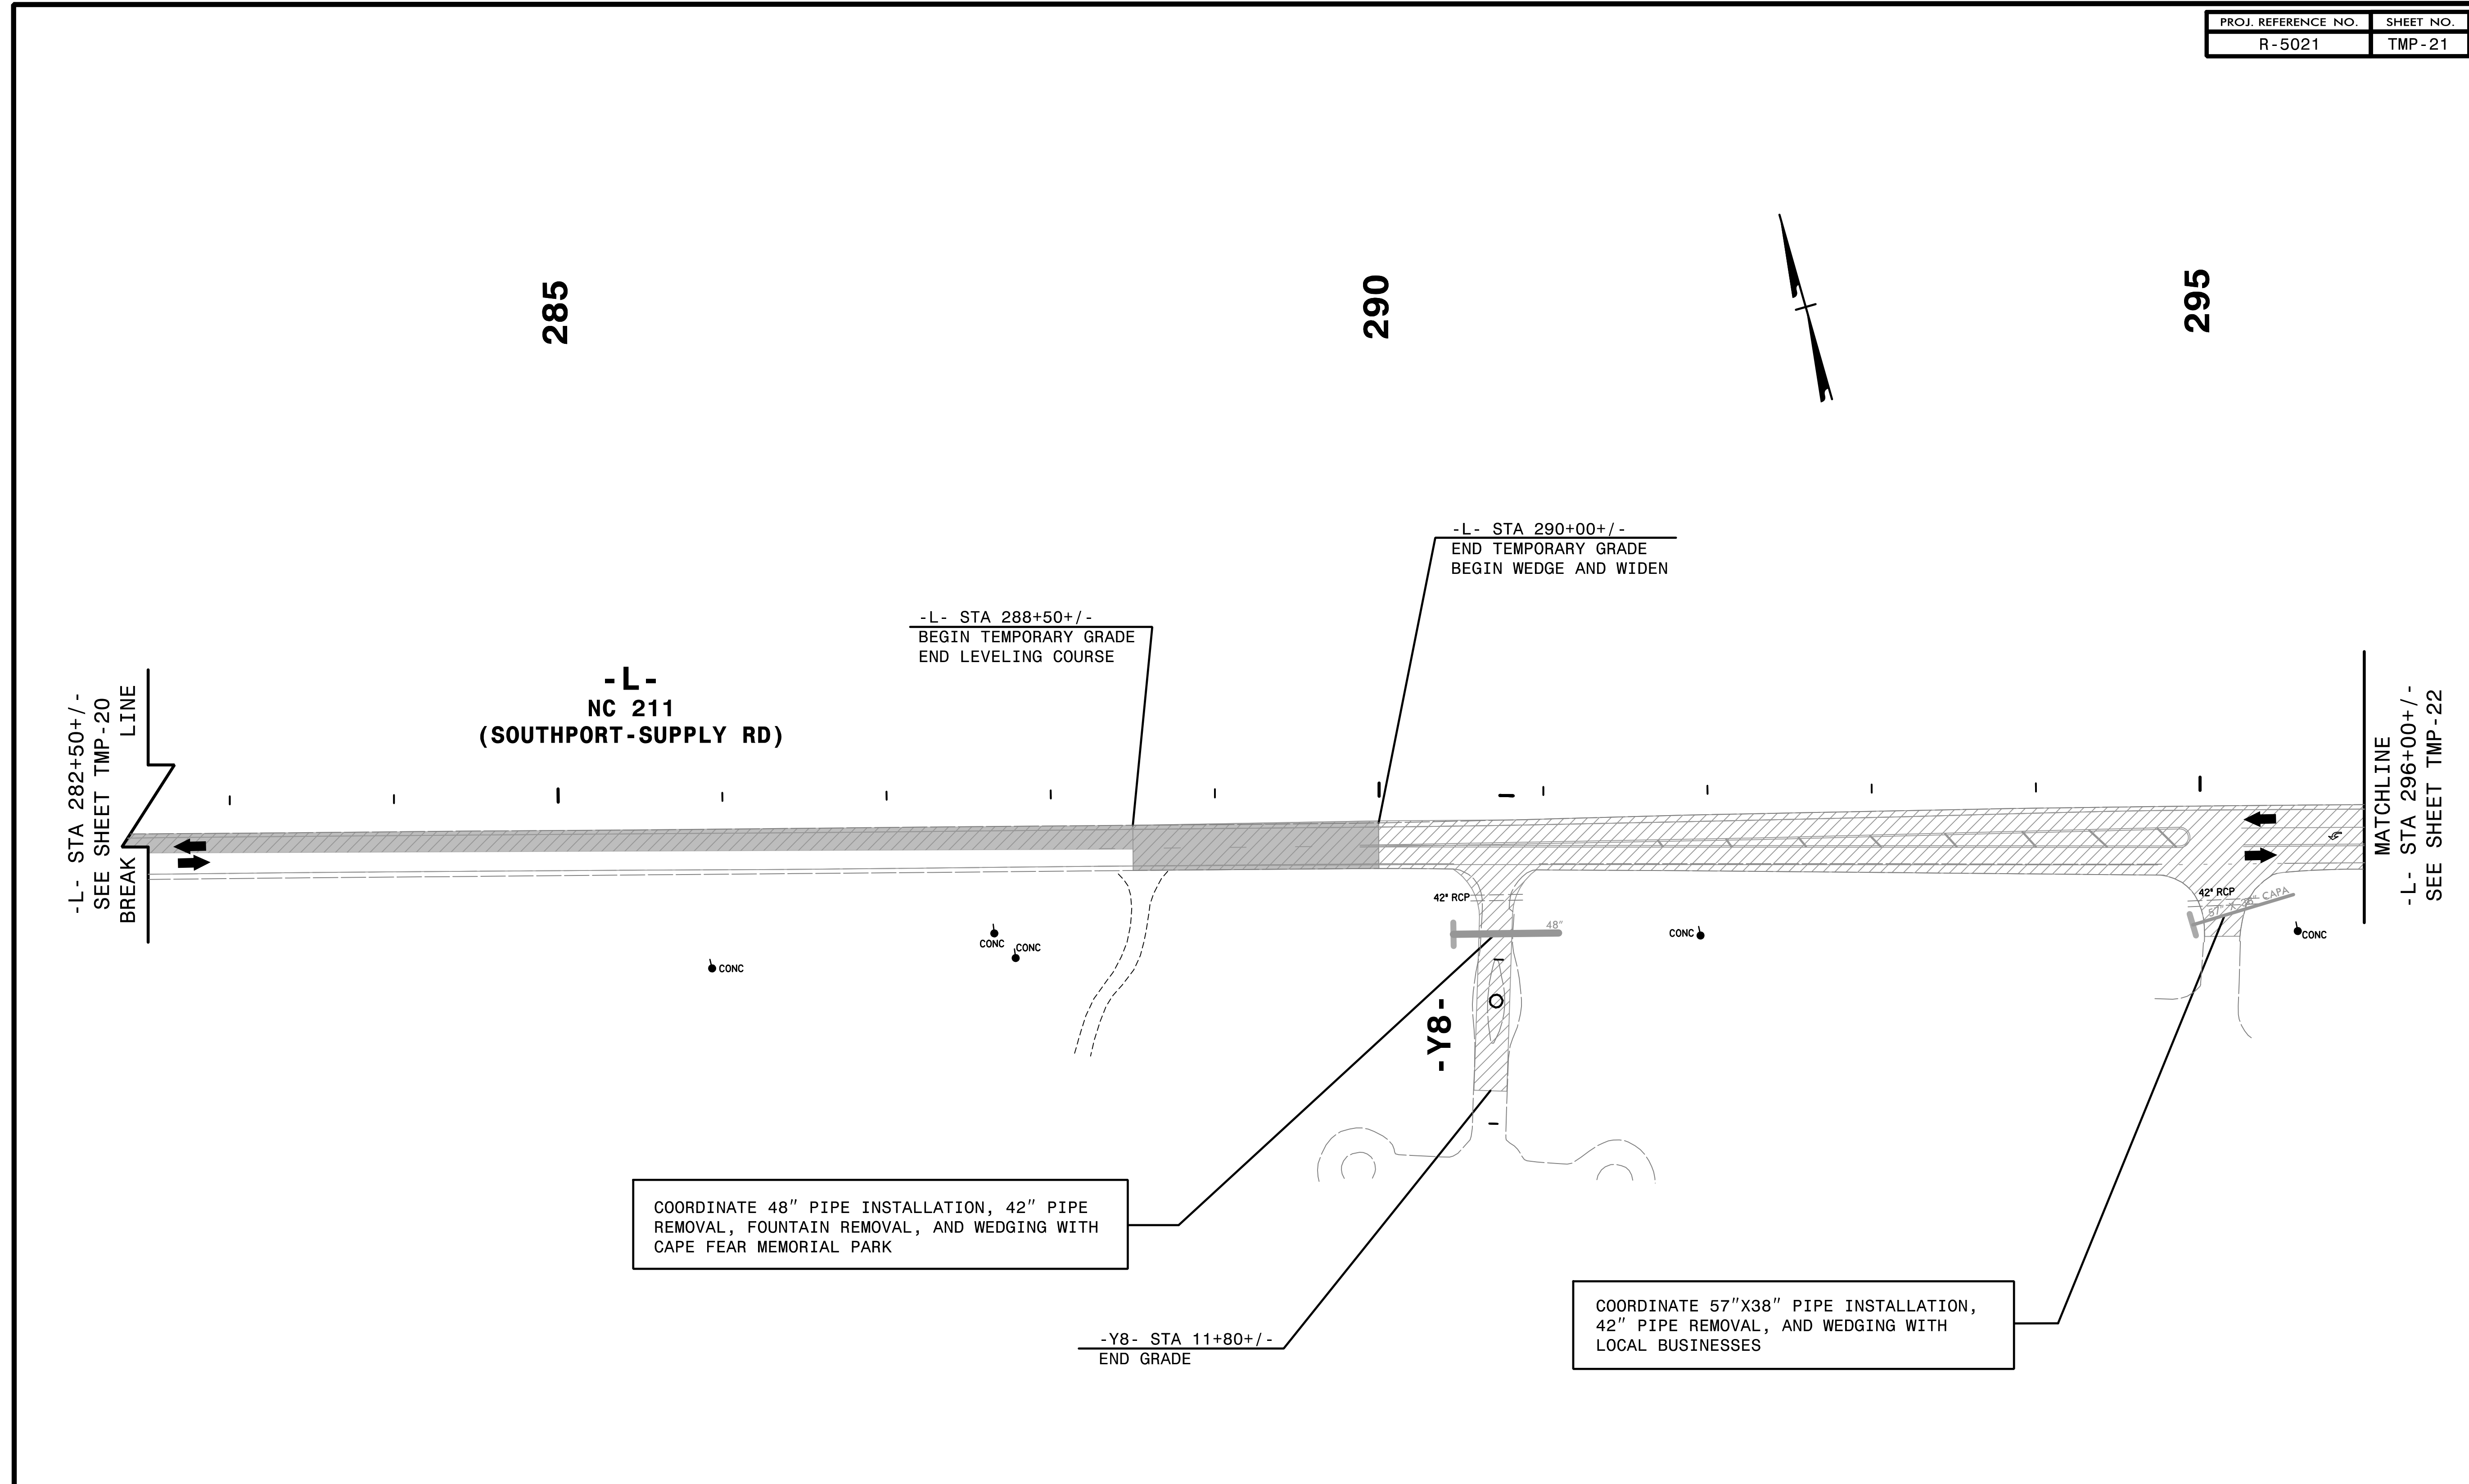 PROJ. REFERENCE NO. SHEET NO.
R-5021 TMP-21
285
290
295
-L- STA 290+00+/-
END TEMPORARY GRADE
BEGIN WEDGE AND WIDEN
-L- STA 288+50+/-
BEGIN TEMPORARY GRADE
END LEVELING COURSE
-L-
NC 211
(SOUTHPORT-SUPPLY RD)
-L- STA 282+50+/-
SEE SHEET TMP-20
BREAK LINE
MATCHLINE
-L- STA 296+00+/-
SEE SHEET TMP-22
42" RCP
48"
42" RCP
57" X 38" CAPA
CONC
CONC
CONC
CONC
CONC
-Y8-
COORDINATE 48" PIPE INSTALLATION, 42" PIPE
REMOVAL, FOUNTAIN REMOVAL, AND WEDGING WITH
CAPE FEAR MEMORIAL PARK
COORDINATE 57"X38" PIPE INSTALLATION,
42" PIPE REMOVAL, AND WEDGING WITH
LOCAL BUSINESSES
-Y8- STA 11+80+/-
END GRADE